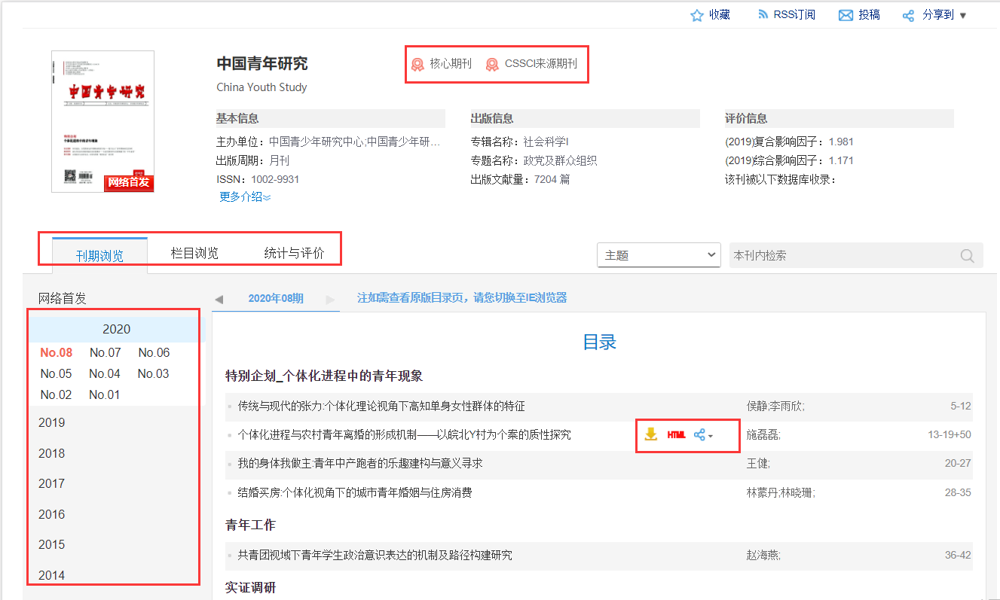 收藏 RSS订阅 投稿 分享到 ▼
中国青年研究
网络首发
中国青年研究 核心期刊 CSSCI来源期刊
China Youth Study
基本信息 出版信息 评价信息
主办单位：中国青少年研究中心;中国青少年研... 专辑名称：社会科学I (2019)复合影响因子：1.981
出版周期：月刊 专题名称：政党及群众组织 (2019)综合影响因子：1.171
ISSN：1002-9931 出版文献量：7204 篇 该刊被以下数据库收录：
更多介绍
刊期浏览 栏目浏览 统计与评价 主题 本刊内检索
网络首发 2020年08期 注如需查看原版目录页，请您切换至IE浏览器
2020
No.08 No.07 No.06
No.05 No.04 No.03
No.02 No.01
2019
2018
2017
2016
2015
2014
目录
特别企划_个体化进程中的青年现象
传统与现代的张力:个体化理论视角下高知单身女性群体的特征 侯静;李雨欣; 5-12
个体化进程与农村青年离婚的形成机制——以皖北Y村为个案的质性探究 HTML 施磊磊; 13-19+50
我的身体我做主:青年中产跑者的乐趣建构与意义寻求 王健; 20-27
结婚买房:个体化视角下的城市青年婚姻与住房消费 林蒙丹;林晓珊; 28-35
青年工作
共青团视域下青年学生政治意识表达的机制及路径构建研究 赵海燕; 36-42
实证调研